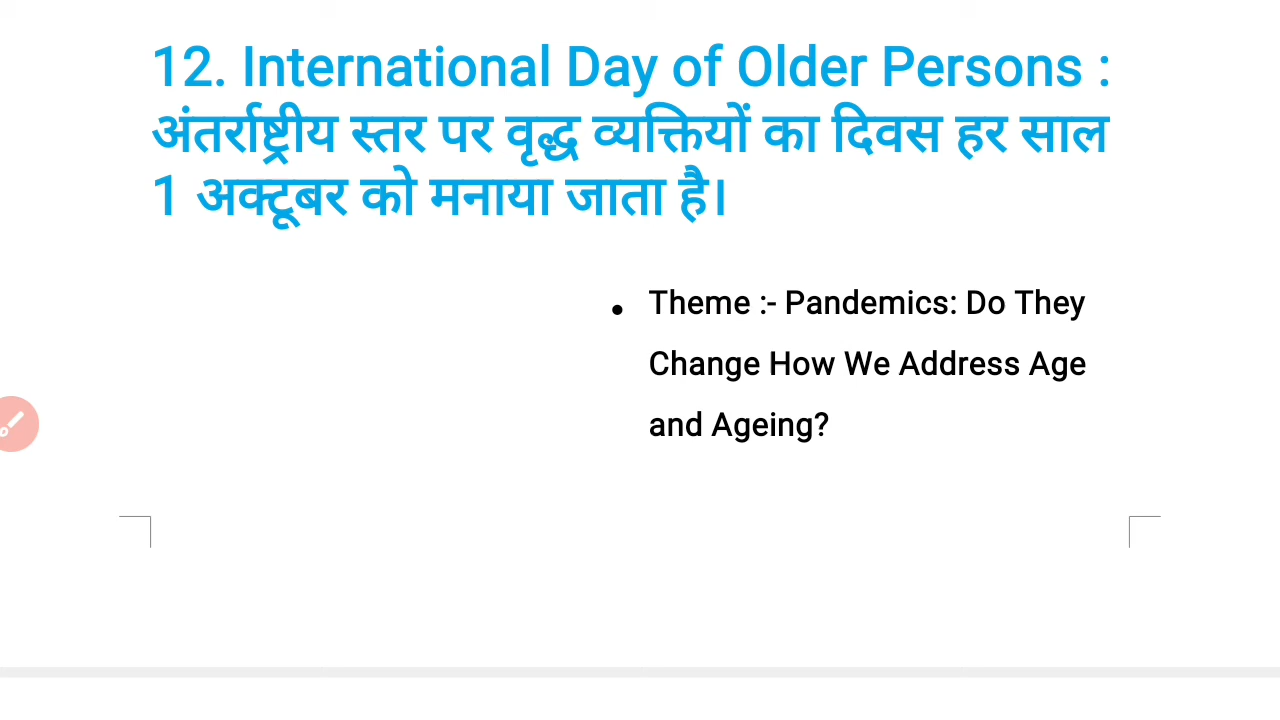 12. International Day of Older Persons :
अंतर्राष्ट्रीय स्तर पर वृद्ध व्यक्तियों का दिवस हर साल
1 अक्टूबर को मनाया जाता है।
• Theme :- Pandemics: Do They
Change How We Address Age
and Ageing?